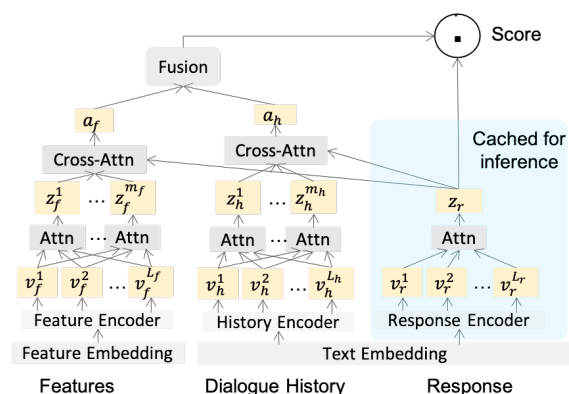 Score
Fusion
$a_f$ $a_h$
Cached for
inference
Cross-Attn Cross-Attn
$z_f^1$ ... $z_f^{m_f}$ $z_h^1$ ... $z_h^{m_h}$ $z_r$
Attn ... Attn Attn ... Attn Attn
$v_f^1$ $v_f^2$ ... $v_f^{L_f}$ $v_h^1$ $v_h^2$ ... $v_h^{L_h}$ $v_r^1$ $v_r^2$ ... $v_r^{L_r}$
Feature Encoder History Encoder Response Encoder
Feature Embedding Text Embedding
Features Dialogue History Response